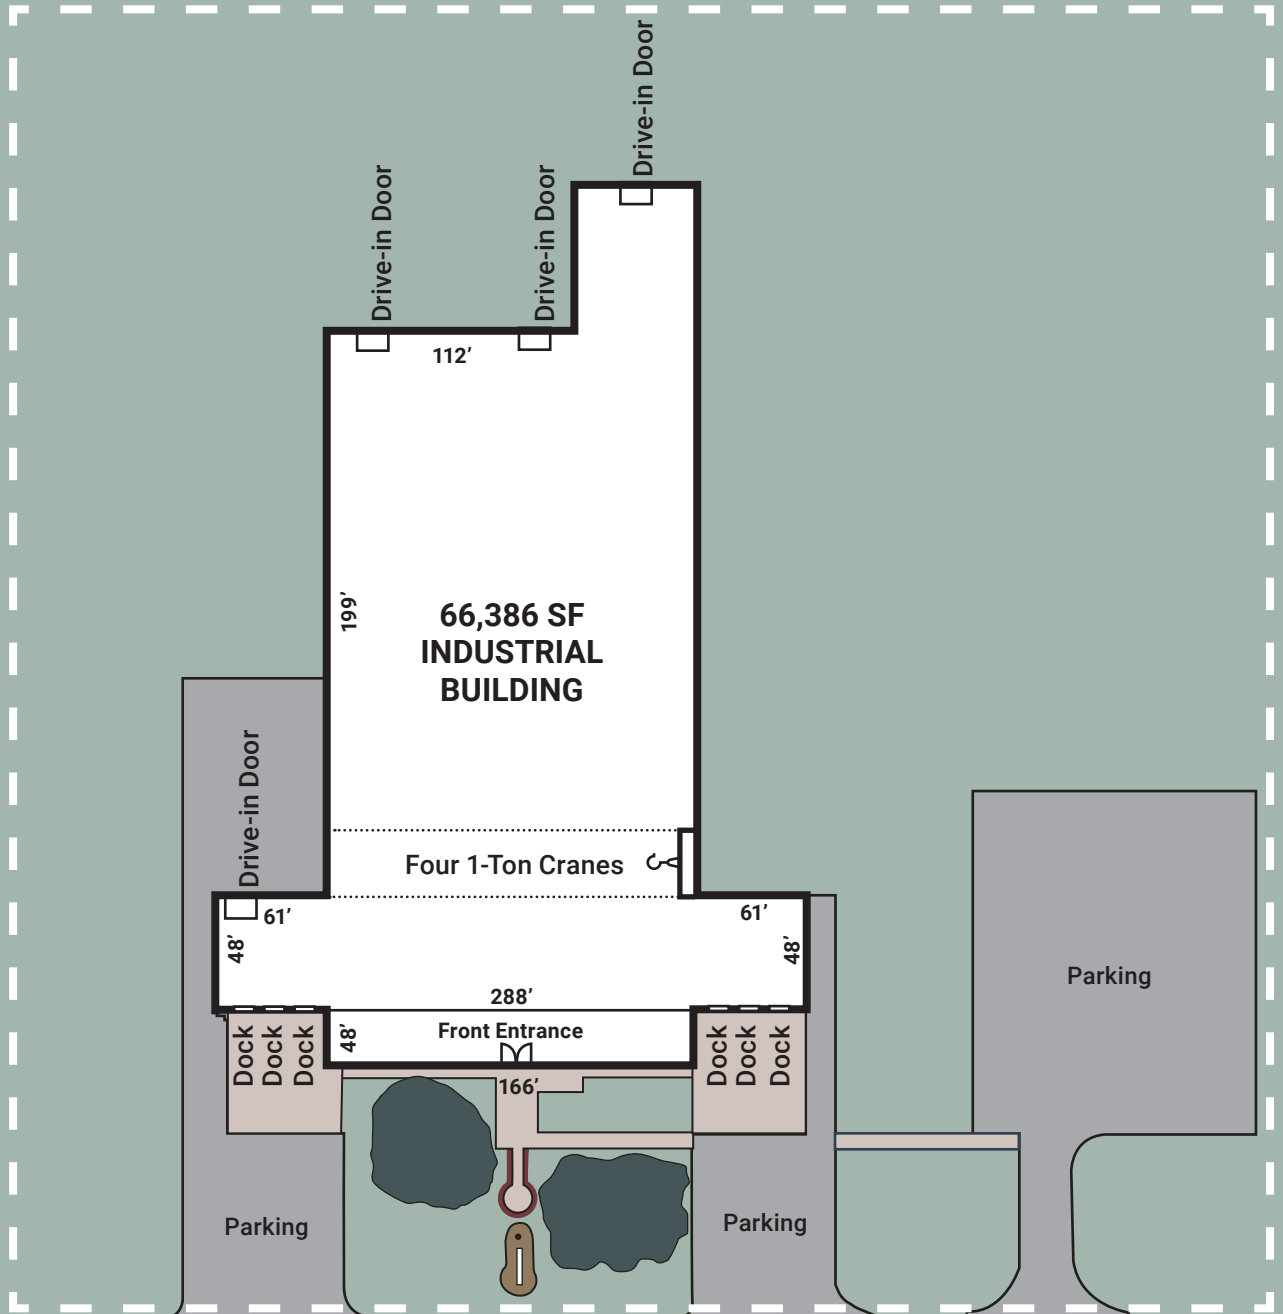 Drive-in Door
Drive-in Door
Drive-in Door
112’
199’
66,386 SF
INDUSTRIAL
BUILDING
Drive-in Door
Four 1-Ton Cranes
61’
61’
48’
48’
288’
Front Entrance
48’
Dock
Dock
Dock
Dock
Dock
Dock
166’
Parking
Parking
Parking